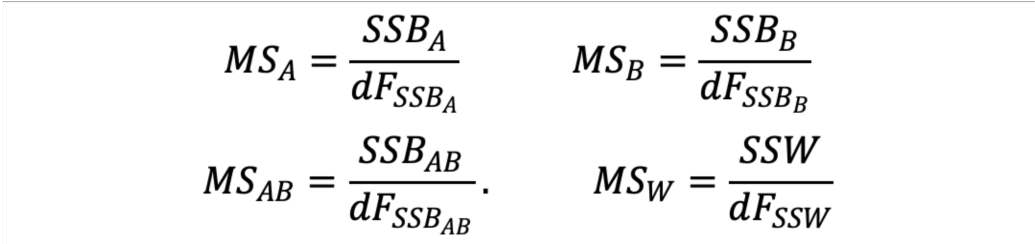 MS_A = SSB_A / dF_{SSB_A} MS_B = SSB_B / dF_{SSB_B}
MS_{AB} = SSB_{AB} / dF_{SSB_{AB}} . MS_W = SSW / dF_{SSW}